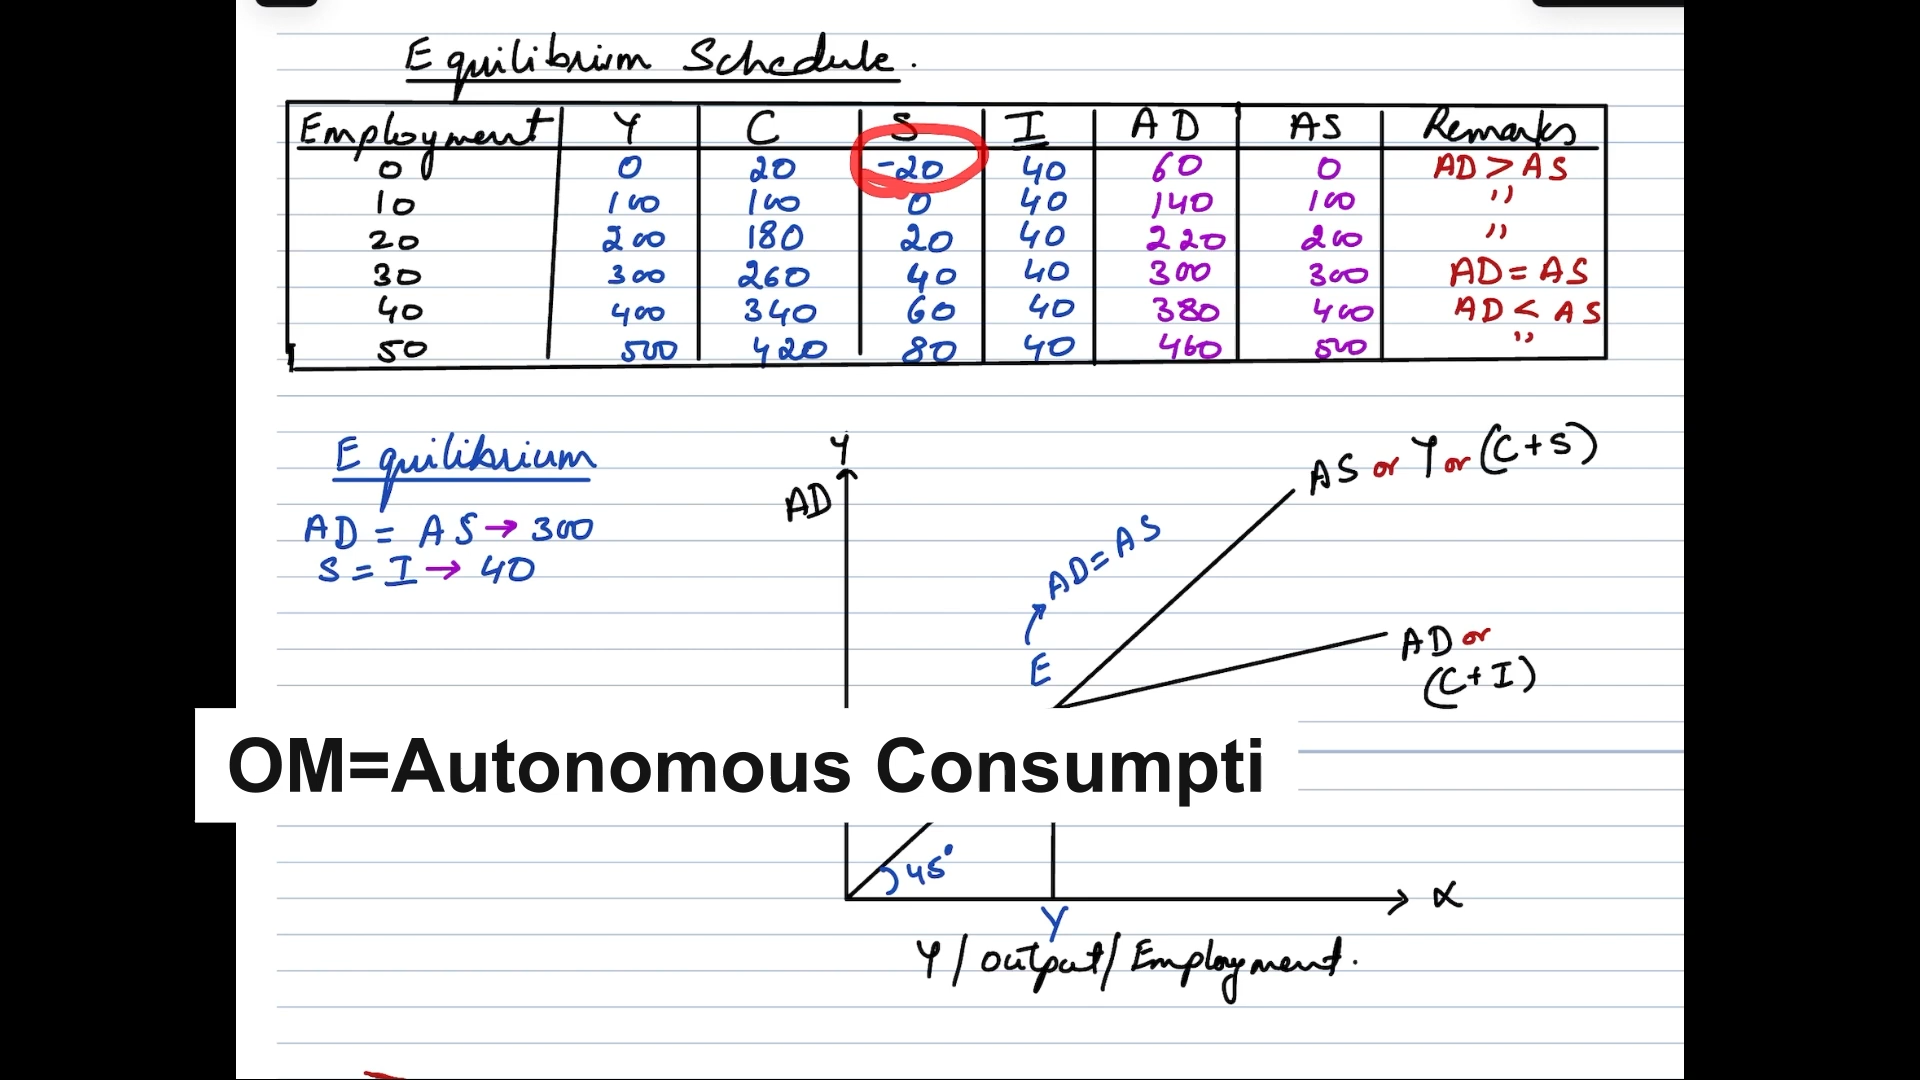 Equilibrium Schedule.
Employment Y C S I AD AS Remarks
0 0 20 -20 40 60 0 AD > AS
10 100 100 0 40 140 100 "
20 200 180 20 40 220 200 "
30 300 260 40 40 300 300 AD = AS
40 400 340 60 40 380 400 AD < AS
50 500 420 80 40 460 500 "
Equilibrium
AD = AS → 300
S = I → 40
Y
AD
AS or Y or (C+S)
AD = AS
E
AD or
(C+I)
OM=Autonomous Consumpti
45°
Y
x
Y / output / Employment.